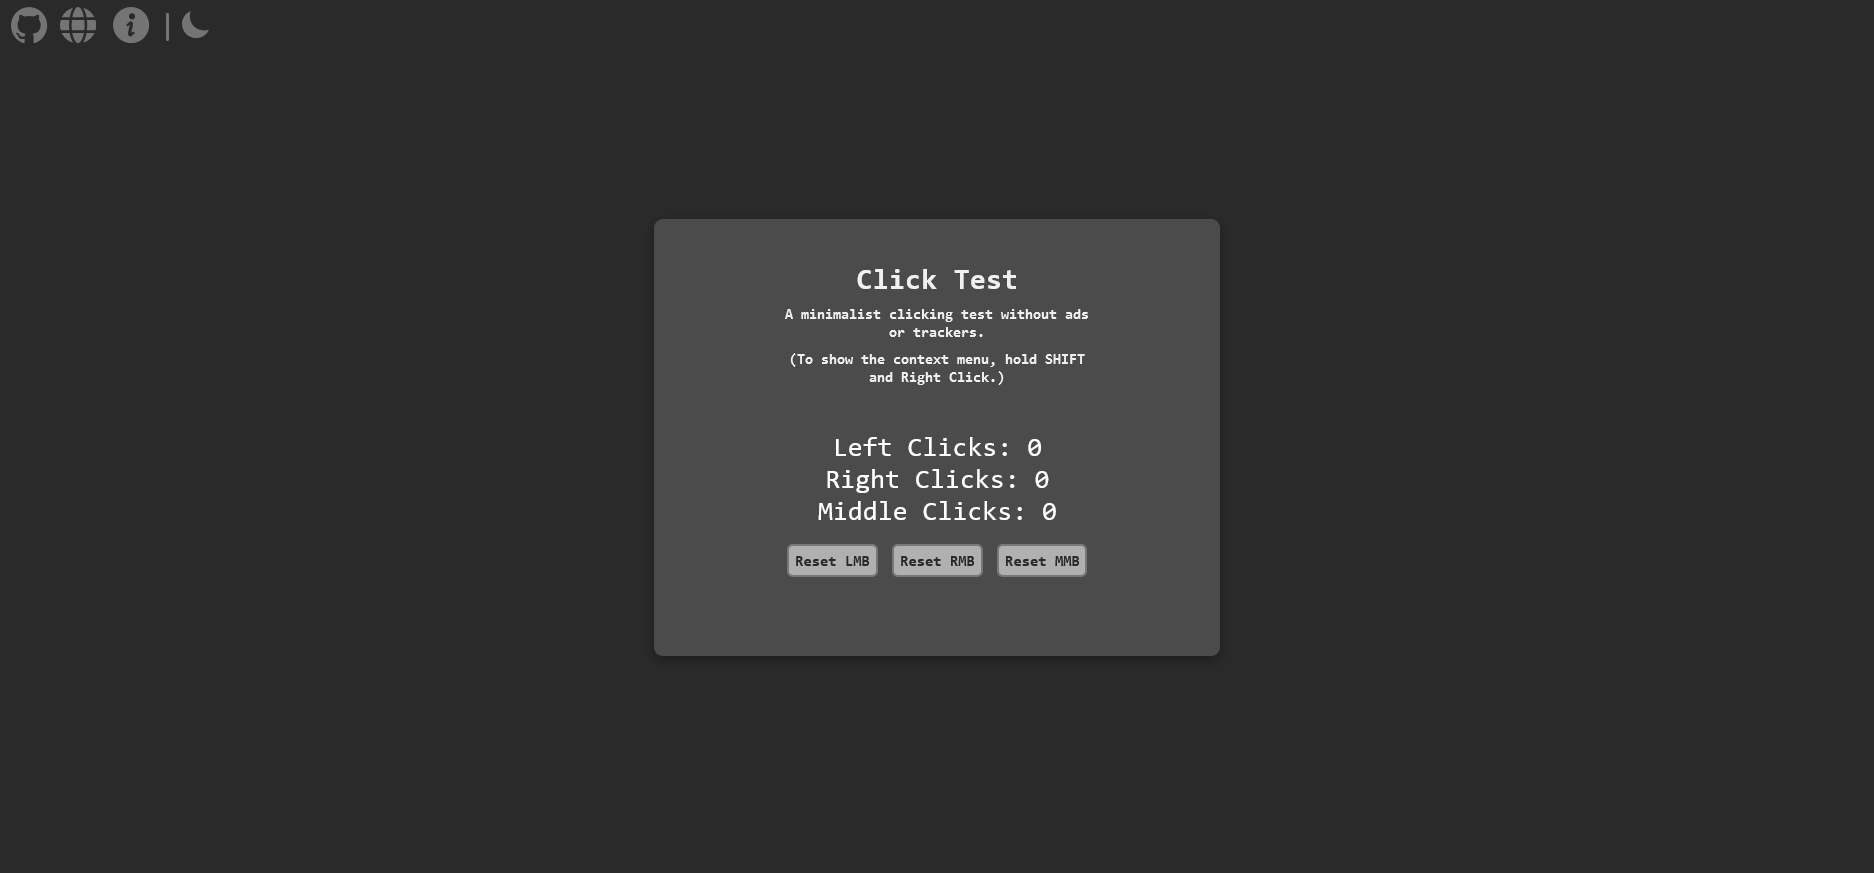 Click Test
A minimalist clicking test without ads
or trackers.
(To show the context menu, hold SHIFT
and Right Click.)
Left Clicks: 0
Right Clicks: 0
Middle Clicks: 0
Reset LMB Reset RMB Reset MMB